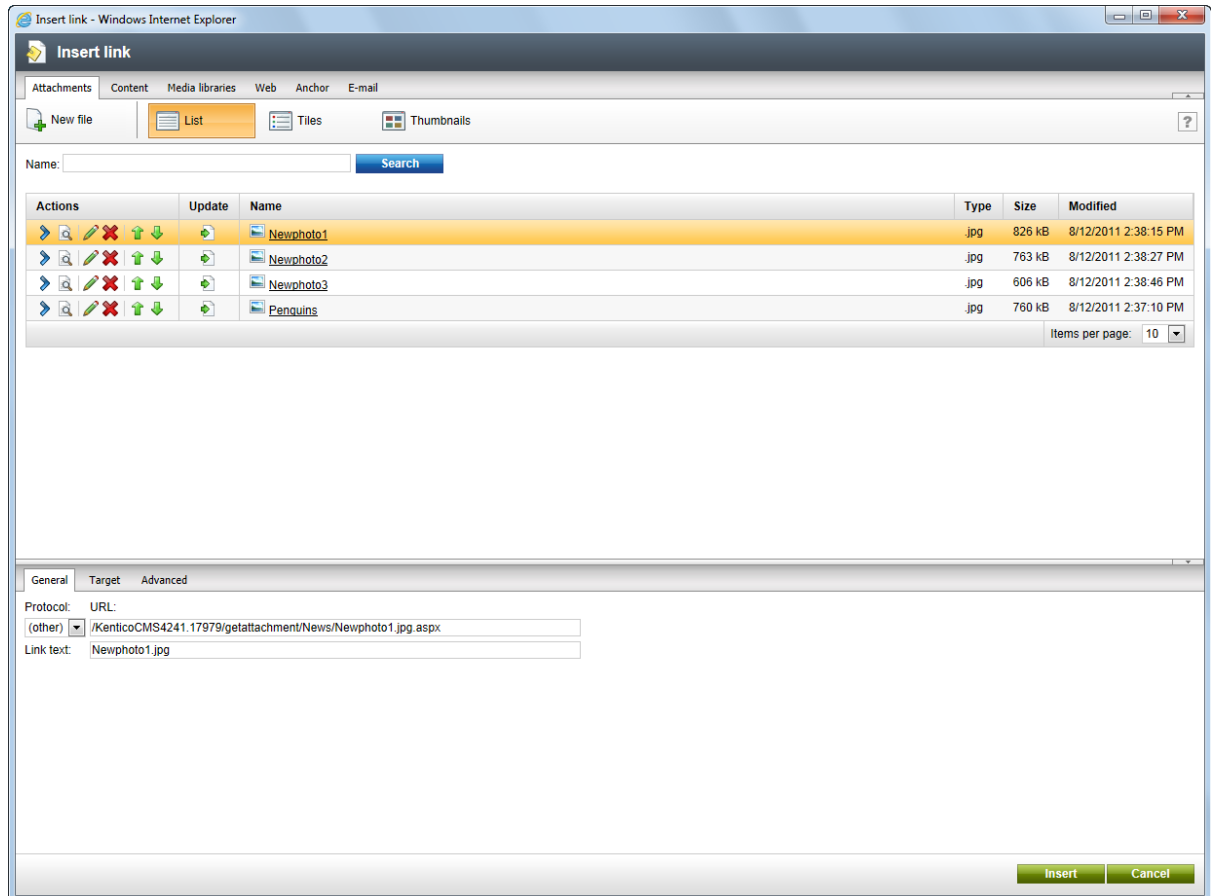 Insert link - Windows Internet Explorer
Insert link
Attachments Content Media libraries Web Anchor E-mail
New file List Tiles Thumbnails ?
Name: Search
Actions Update Name Type Size Modified
Newphoto1 .jpg 826 kB 8/12/2011 2:38:15 PM
Newphoto2 .jpg 763 kB 8/12/2011 2:38:27 PM
Newphoto3 .jpg 606 kB 8/12/2011 2:38:46 PM
Penguins .jpg 760 kB 8/12/2011 2:37:10 PM
Items per page: 10
General Target Advanced
Protocol: URL:
(other) /KenticoCMS4241.17979/getattachment/News/Newphoto1.jpg.aspx
Link text: Newphoto1.jpg
Insert Cancel